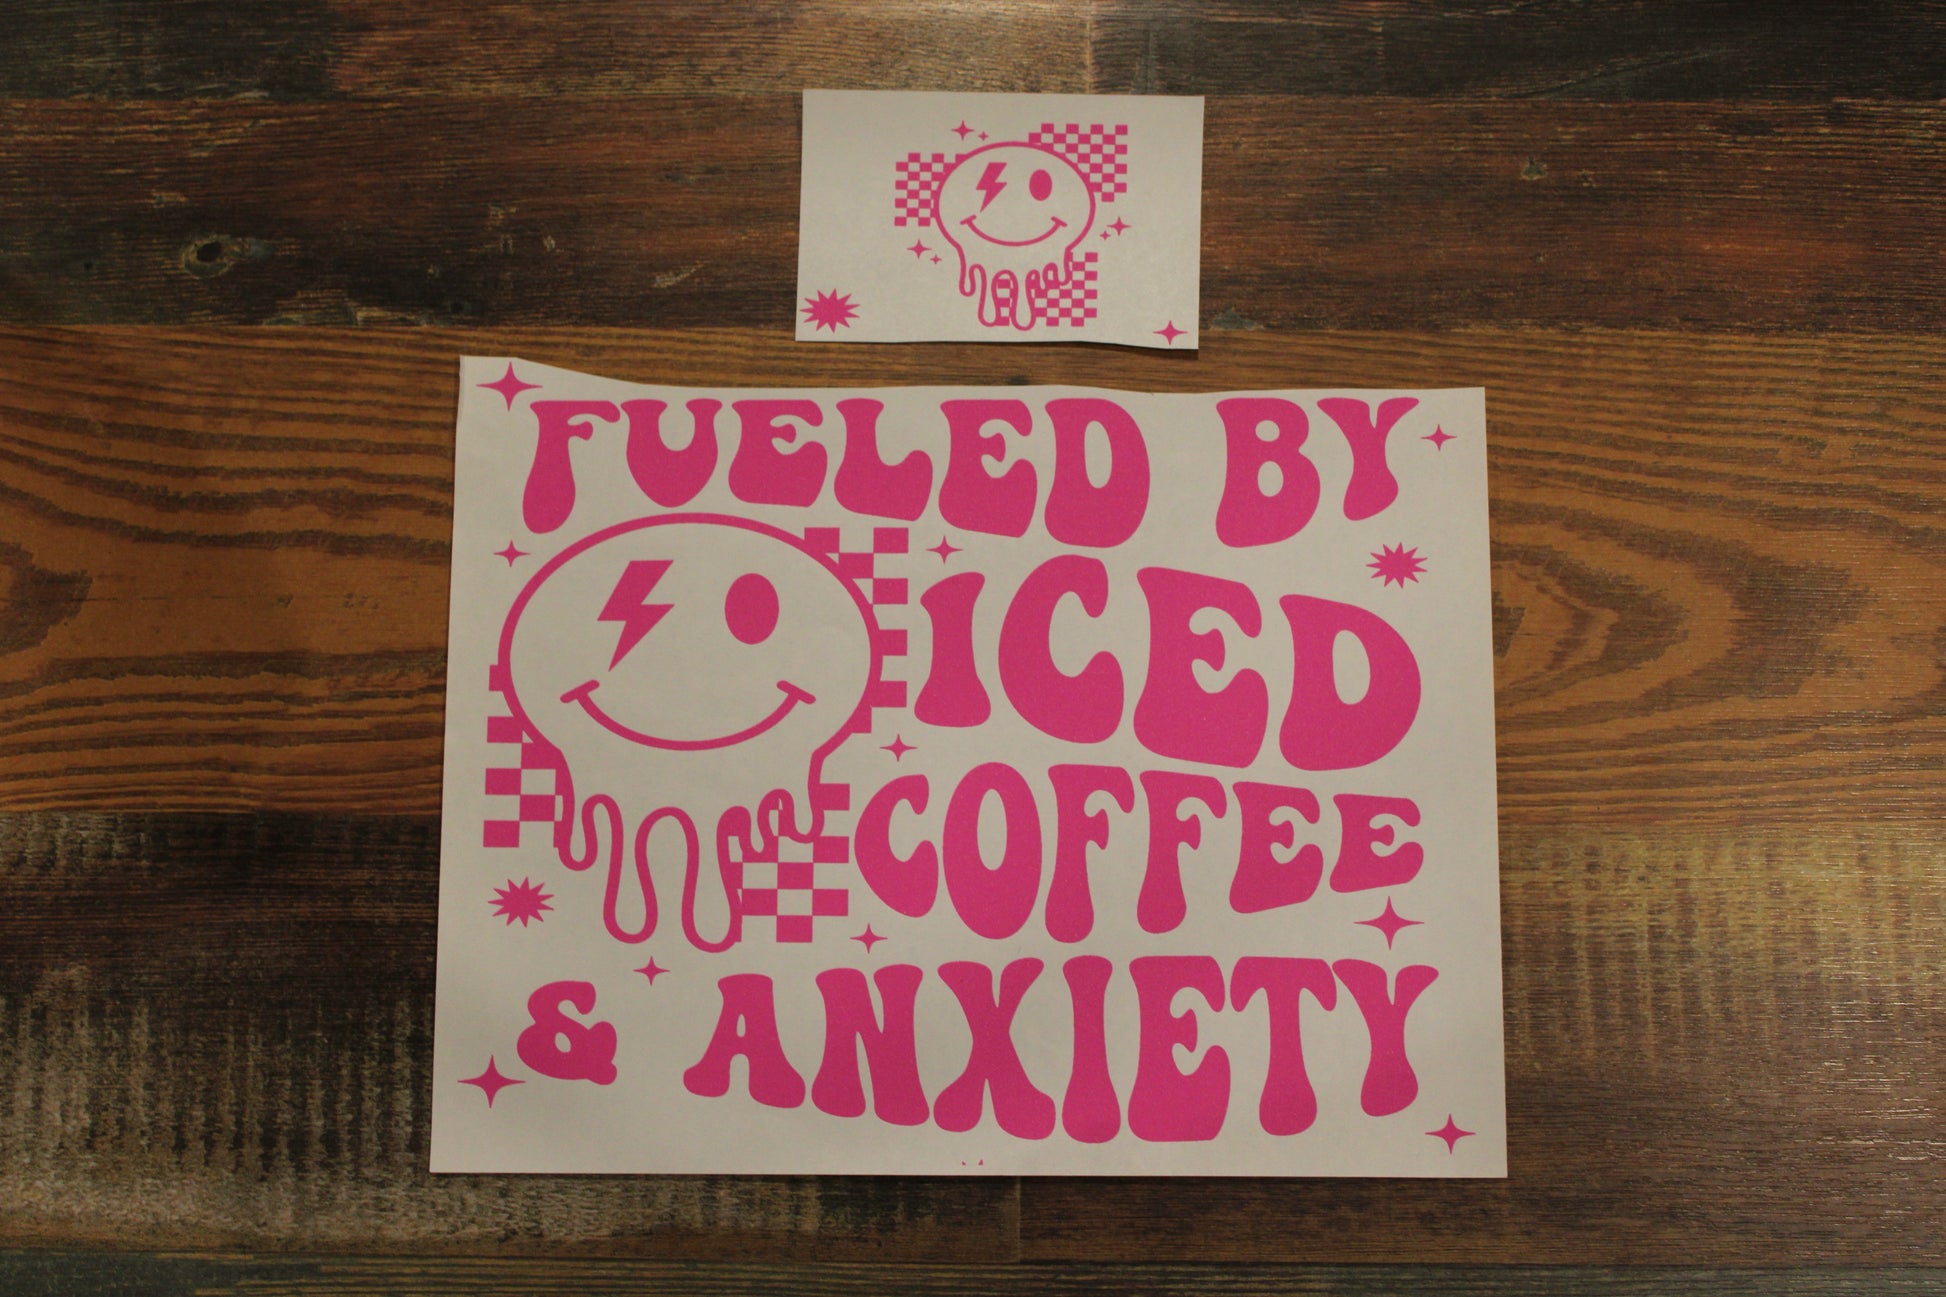 FUELED BY
ICED
COFFEE
& ANXIETY